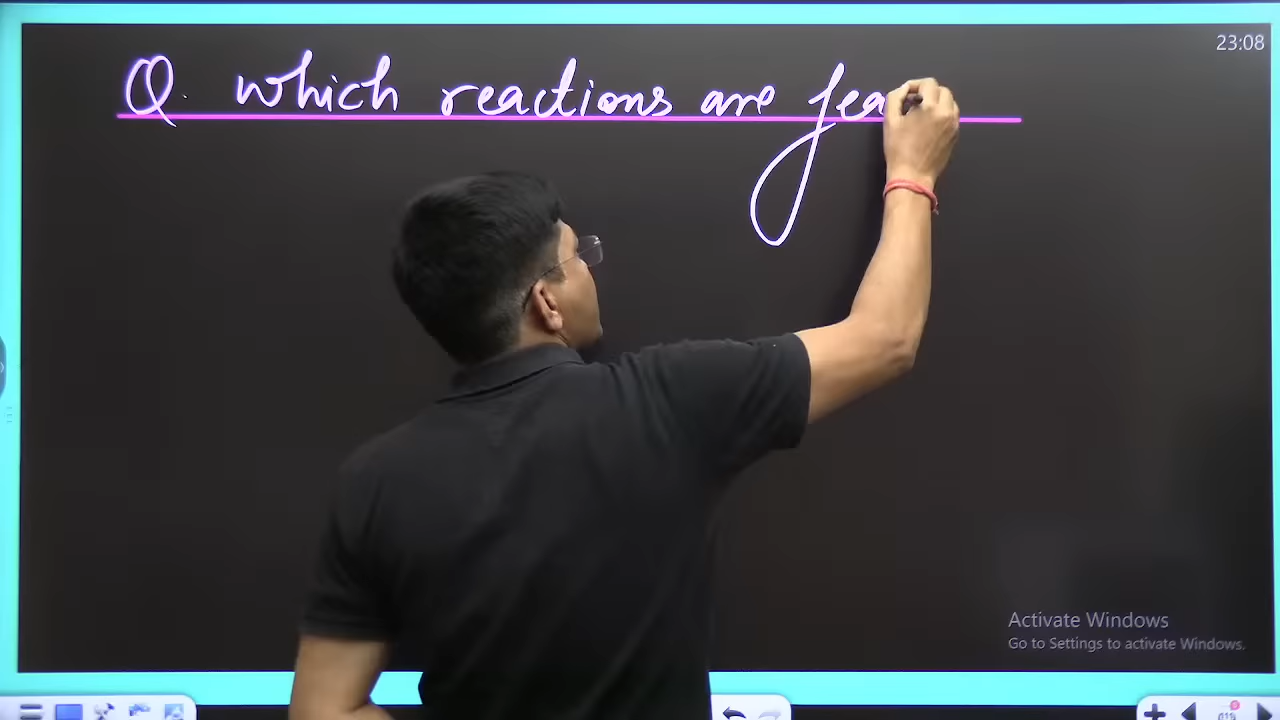 23:08
Q. which reactions are fea
Activate Windows
Go to Settings to activate Windows.